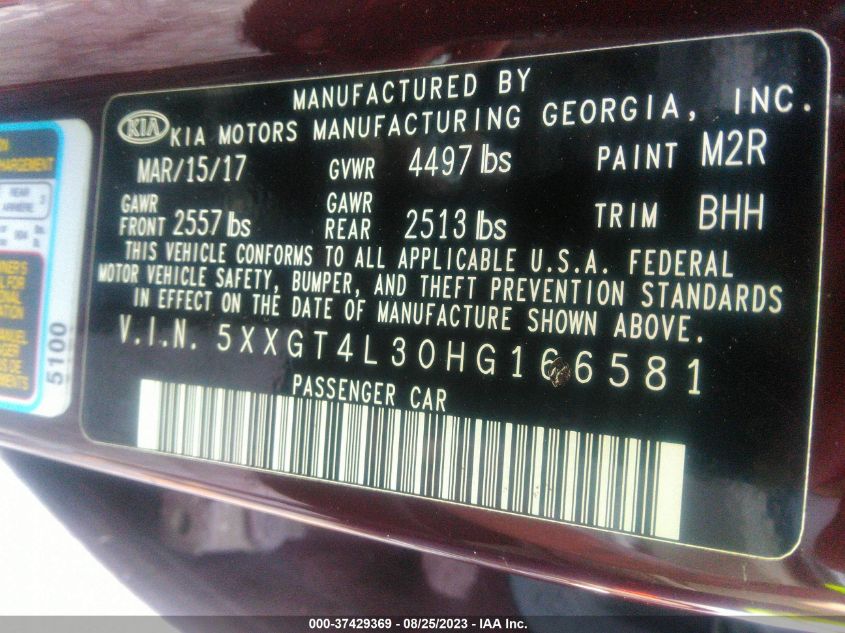 MANUFACTURED BY
KIA KIA MOTORS MANUFACTURING GEORGIA, INC.
MAR/15/17 GVWR 4497 lbs PAINT M2R
GAWR FRONT 2557 lbs GAWR REAR 2513 lbs TRIM BHH
THIS VEHICLE CONFORMS TO ALL APPLICABLE U.S.A. FEDERAL
MOTOR VEHICLE SAFETY, BUMPER, AND THEFT PREVENTION STANDARDS
IN EFFECT ON THE DATE OF MANUFACTURE SHOWN ABOVE.
V.I.N. 5XXGT4L30HG166581
PASSENGER CAR
REAR
5100
000-37429369 - 08/25/2023 - IAA Inc.